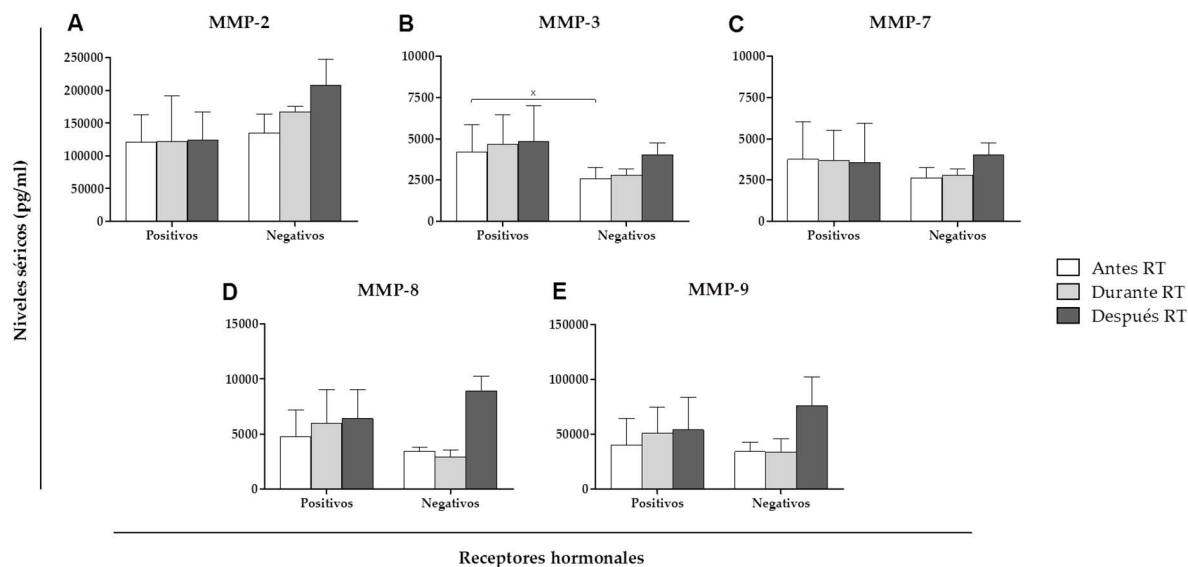 A
MMP-2
250000
200000
150000
100000
50000
0
Positivos
Negativos
B
MMP-3
10000
7500
5000
2500
0
x
Positivos
Negativos
C
MMP-7
10000
7500
5000
2500
0
Positivos
Negativos
Niveles séricos (pg/ml)
D
MMP-8
15000
10000
5000
0
Positivos
Negativos
E
MMP-9
150000
100000
50000
0
Positivos
Negativos
Antes RT
Durante RT
Después RT
Receptores hormonales